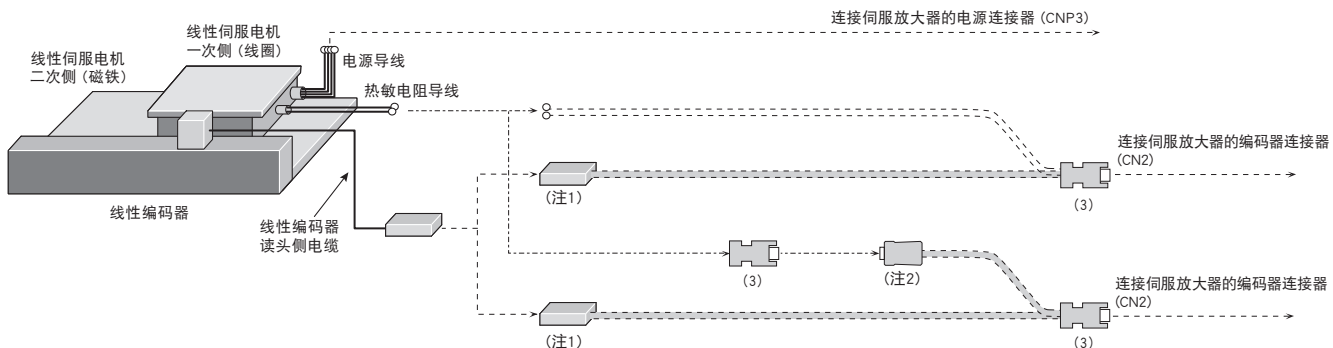 连接伺服放大器的电源连接器 (CNP3)
线性伺服电机
一次侧 (线圈)
线性伺服电机
二次侧 (磁铁)
电源导线
热敏电阻导线
连接伺服放大器的编码器连接器
(CN2)
(注1)
(3)
线性编码器
线性编码器
读头侧电缆
(3)
(注2)
连接伺服放大器的编码器连接器
(CN2)
(注1)
(3)